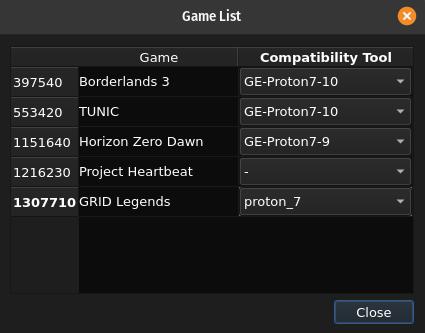 Game List
Game Compatibility Tool
397540 Borderlands 3 GE-Proton7-10
553420 TUNIC GE-Proton7-10
1151640 Horizon Zero Dawn GE-Proton7-9
1216230 Project Heartbeat -
1307710 GRID Legends proton_7
Close